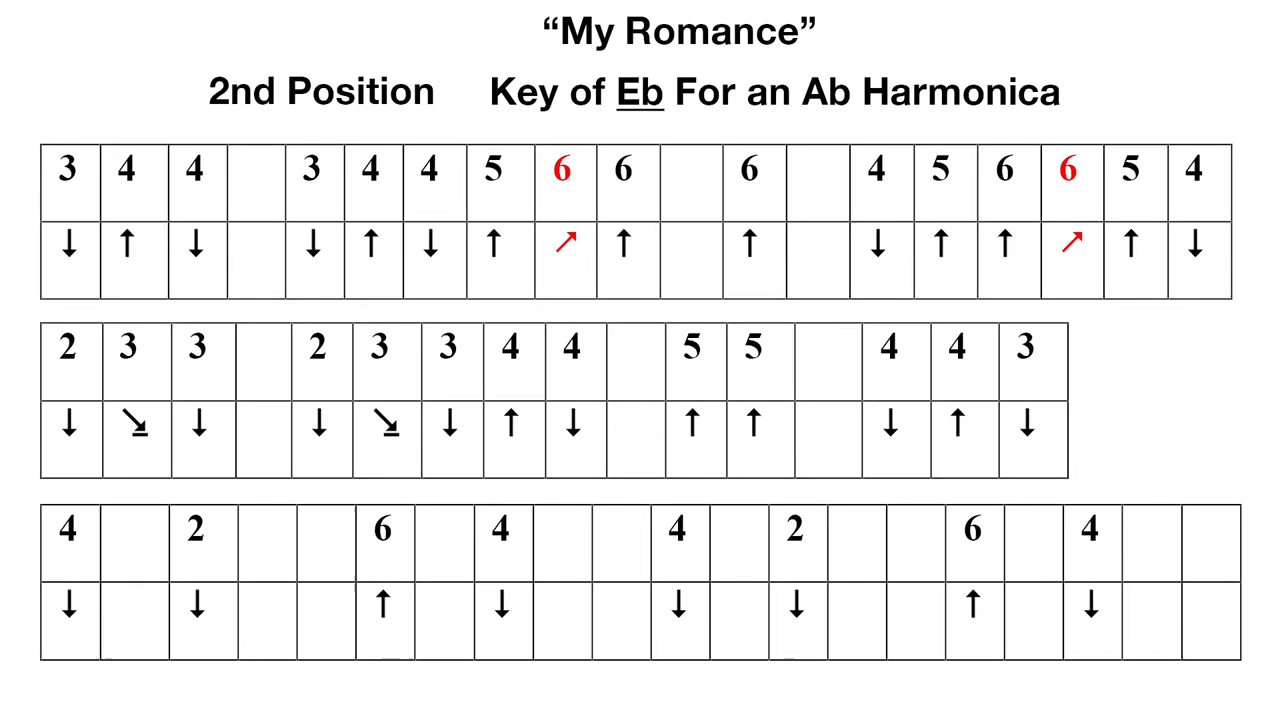 “My Romance”
2nd Position Key of Eb For an Ab Harmonica
3 4 4 3 4 4 5 6 6 6 4 5 6 6 5 4
↓ ↑ ↓ ↓ ↑ ↓ ↑ ↗ ↑ ↑ ↓ ↑ ↑ ↗ ↑ ↓
2 3 3 2 3 3 4 4 5 5 4 4 3
↓ ↘ ↓ ↓ ↘ ↓ ↑ ↓ ↑ ↑ ↓ ↑ ↓
4 2 6 4 4 2 6 4
↓ ↓ ↑ ↓ ↓ ↓ ↑ ↓